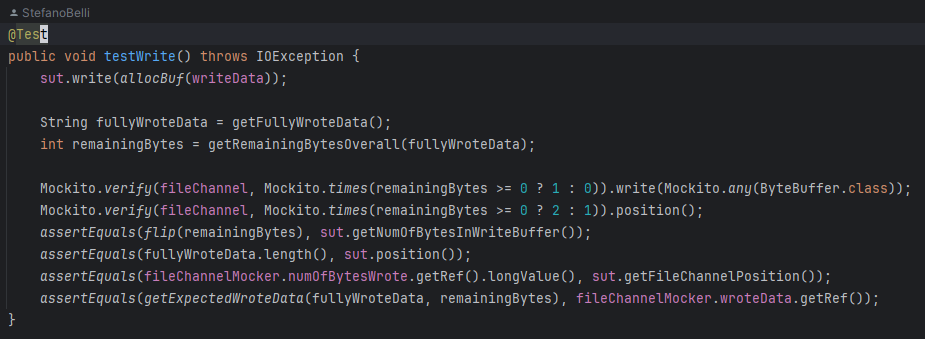 StefanoBelli
@Test
public void testWrite() throws IOException {
sut.write(allocBuf(writeData));
String fullyWroteData = getFullyWroteData();
int remainingBytes = getRemainingBytesOverall(fullyWroteData);
Mockito.verify(fileChannel, Mockito.times(remainingBytes >= 0 ? 1 : 0)).write(Mockito.any(ByteBuffer.class));
Mockito.verify(fileChannel, Mockito.times(remainingBytes >= 0 ? 2 : 1)).position();
assertEquals(flip(remainingBytes), sut.getNumOfBytesInWriteBuffer());
assertEquals(fullyWroteData.length(), sut.position());
assertEquals(fileChannelMocker.numOfBytesWrote.getRef().longValue(), sut.getFileChannelPosition());
assertEquals(getExpectedWroteData(fullyWroteData, remainingBytes), fileChannelMocker.wroteData.getRef());
}